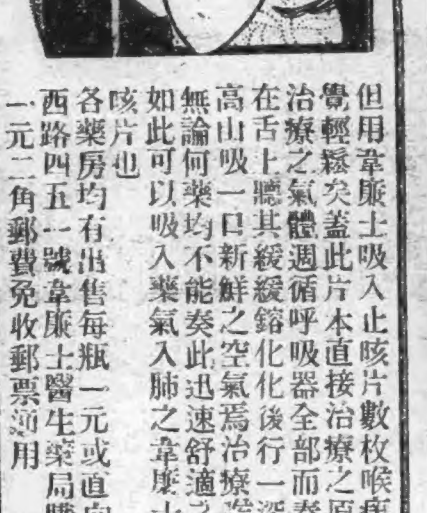 但用韋廉士吸入止咳片數枚喉
覺輕鬆矣蓋此片本直接治療之
治療之氣體週循呼吸器全部而奏
在舌上聽其緩緩鎔化化後行一深
高山吸一口新鮮之空氣焉治療
無論何藥均不能奏此迅速舒適之
如此可以吸入藥氣入肺之韋廉士
咳片也
各藥房均有出售每瓶一元或直向
西路四五一號韋廉士醫生藥局購
一元二角郵費免收郵票通用